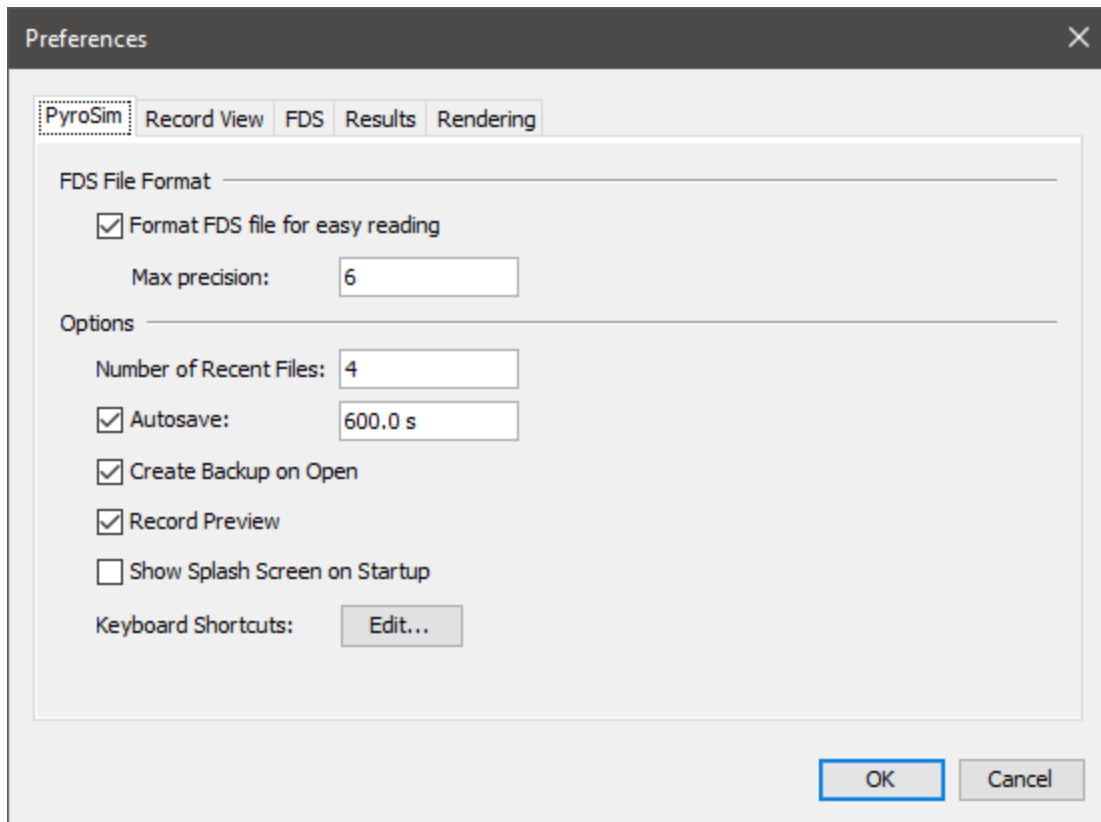 Preferences
PyroSim Record View FDS Results Rendering
FDS File Format
Format FDS file for easy reading
Max precision: 6
Options
Number of Recent Files: 4
Autosave: 600.0 s
Create Backup on Open
Record Preview
Show Splash Screen on Startup
Keyboard Shortcuts: Edit...
OK Cancel